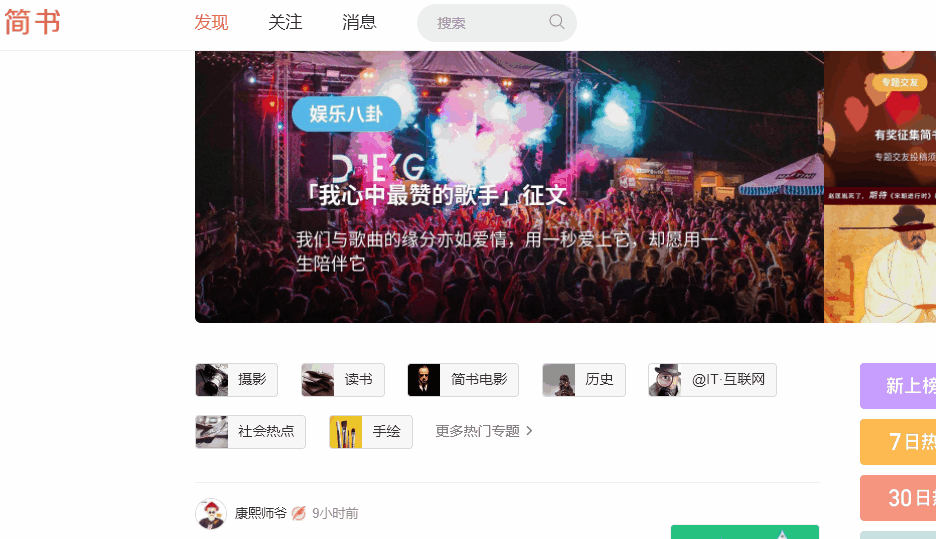 简书
发现
关注
消息
搜索
娱乐八卦
「我心中最赞的歌手」征文
我们与歌曲的缘分亦如爱情，用一秒爱上它，却愿用一
生陪伴它
专题交友
有奖征集简
专题交友投稿须
摄影
读书
简书电影
历史
@IT·互联网
社会热点
手绘
更多热门专题
新上榜
7日热
30日
康熙师爷
9小时前